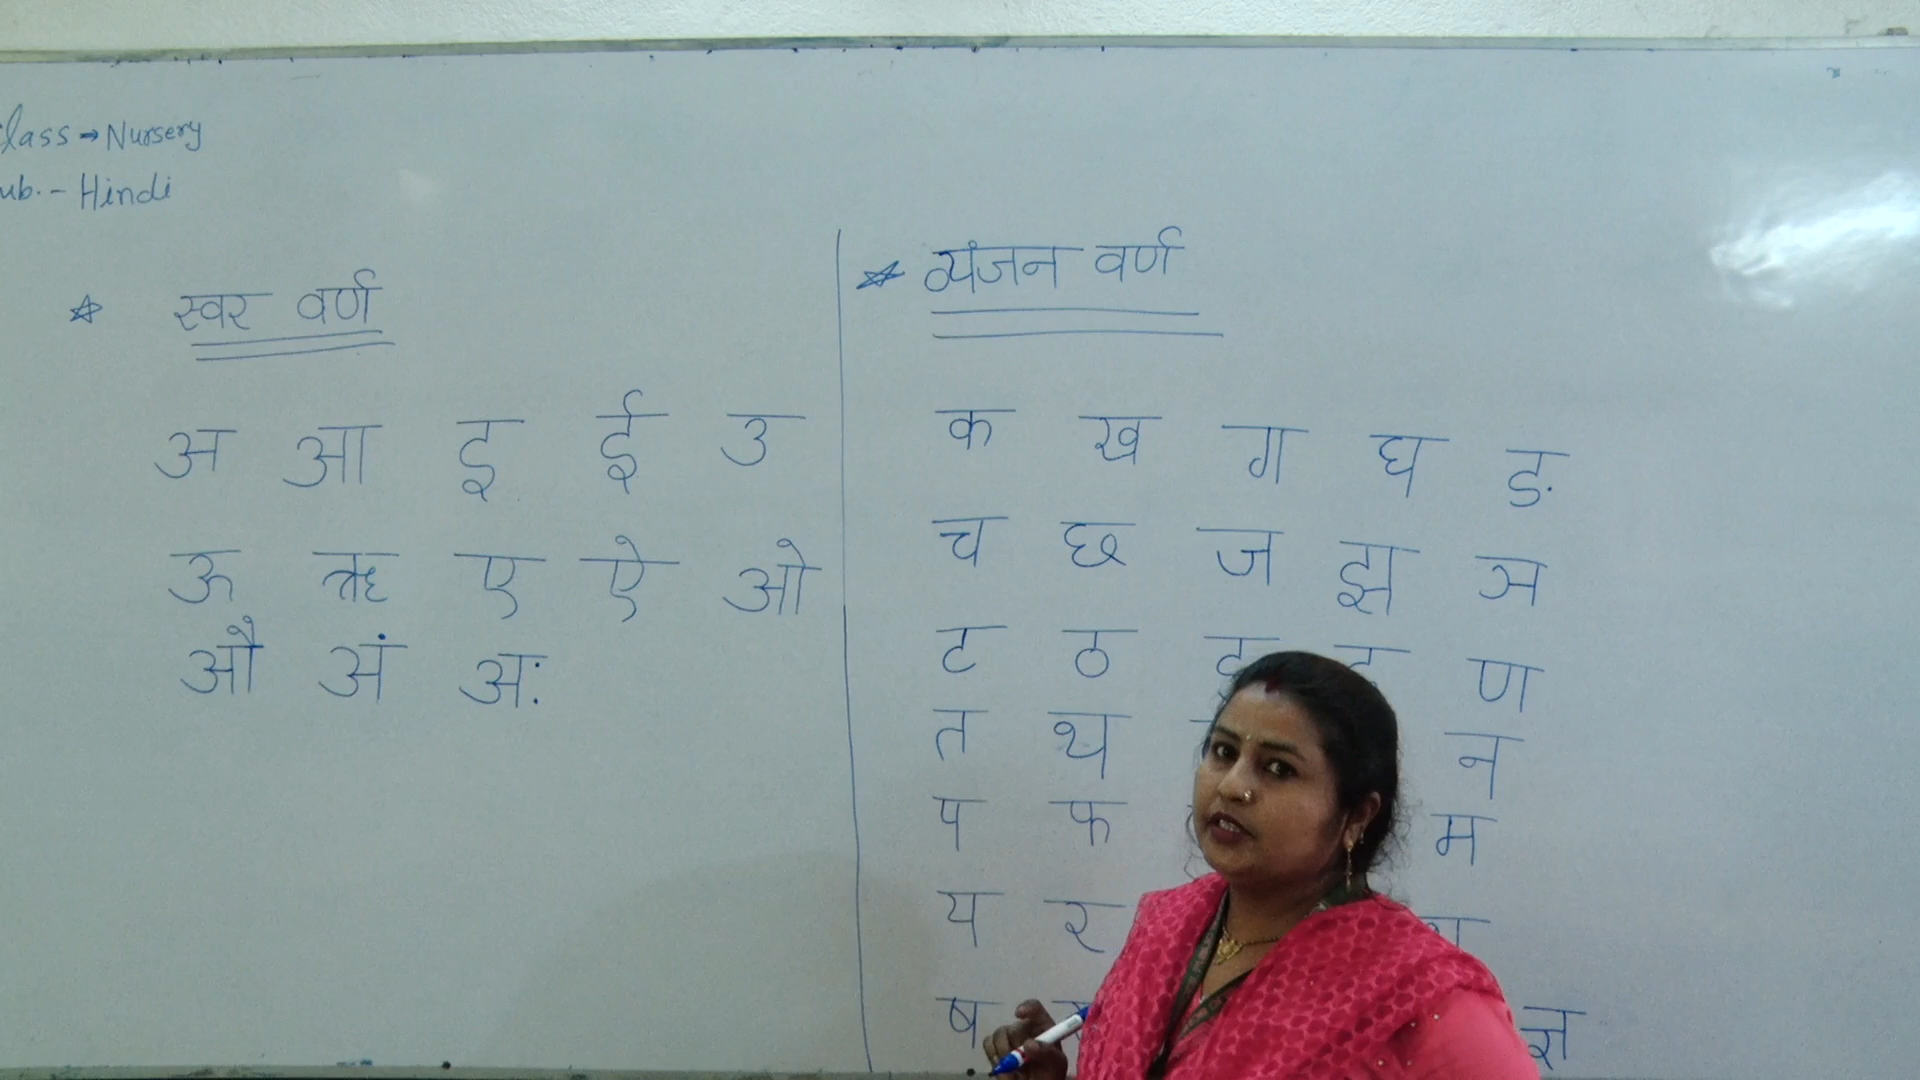 Class → Nursery
Sub. - Hindi
स्वर वर्ण
अ आ इ ई उ
ऊ ऋ ए ऐ ओ
औ अं अः
व्यंजन वर्ण
क ख ग घ ङ
च छ ज झ ञ
ट ठ ण
त थ न
प फ म
य र
ष ज्ञ